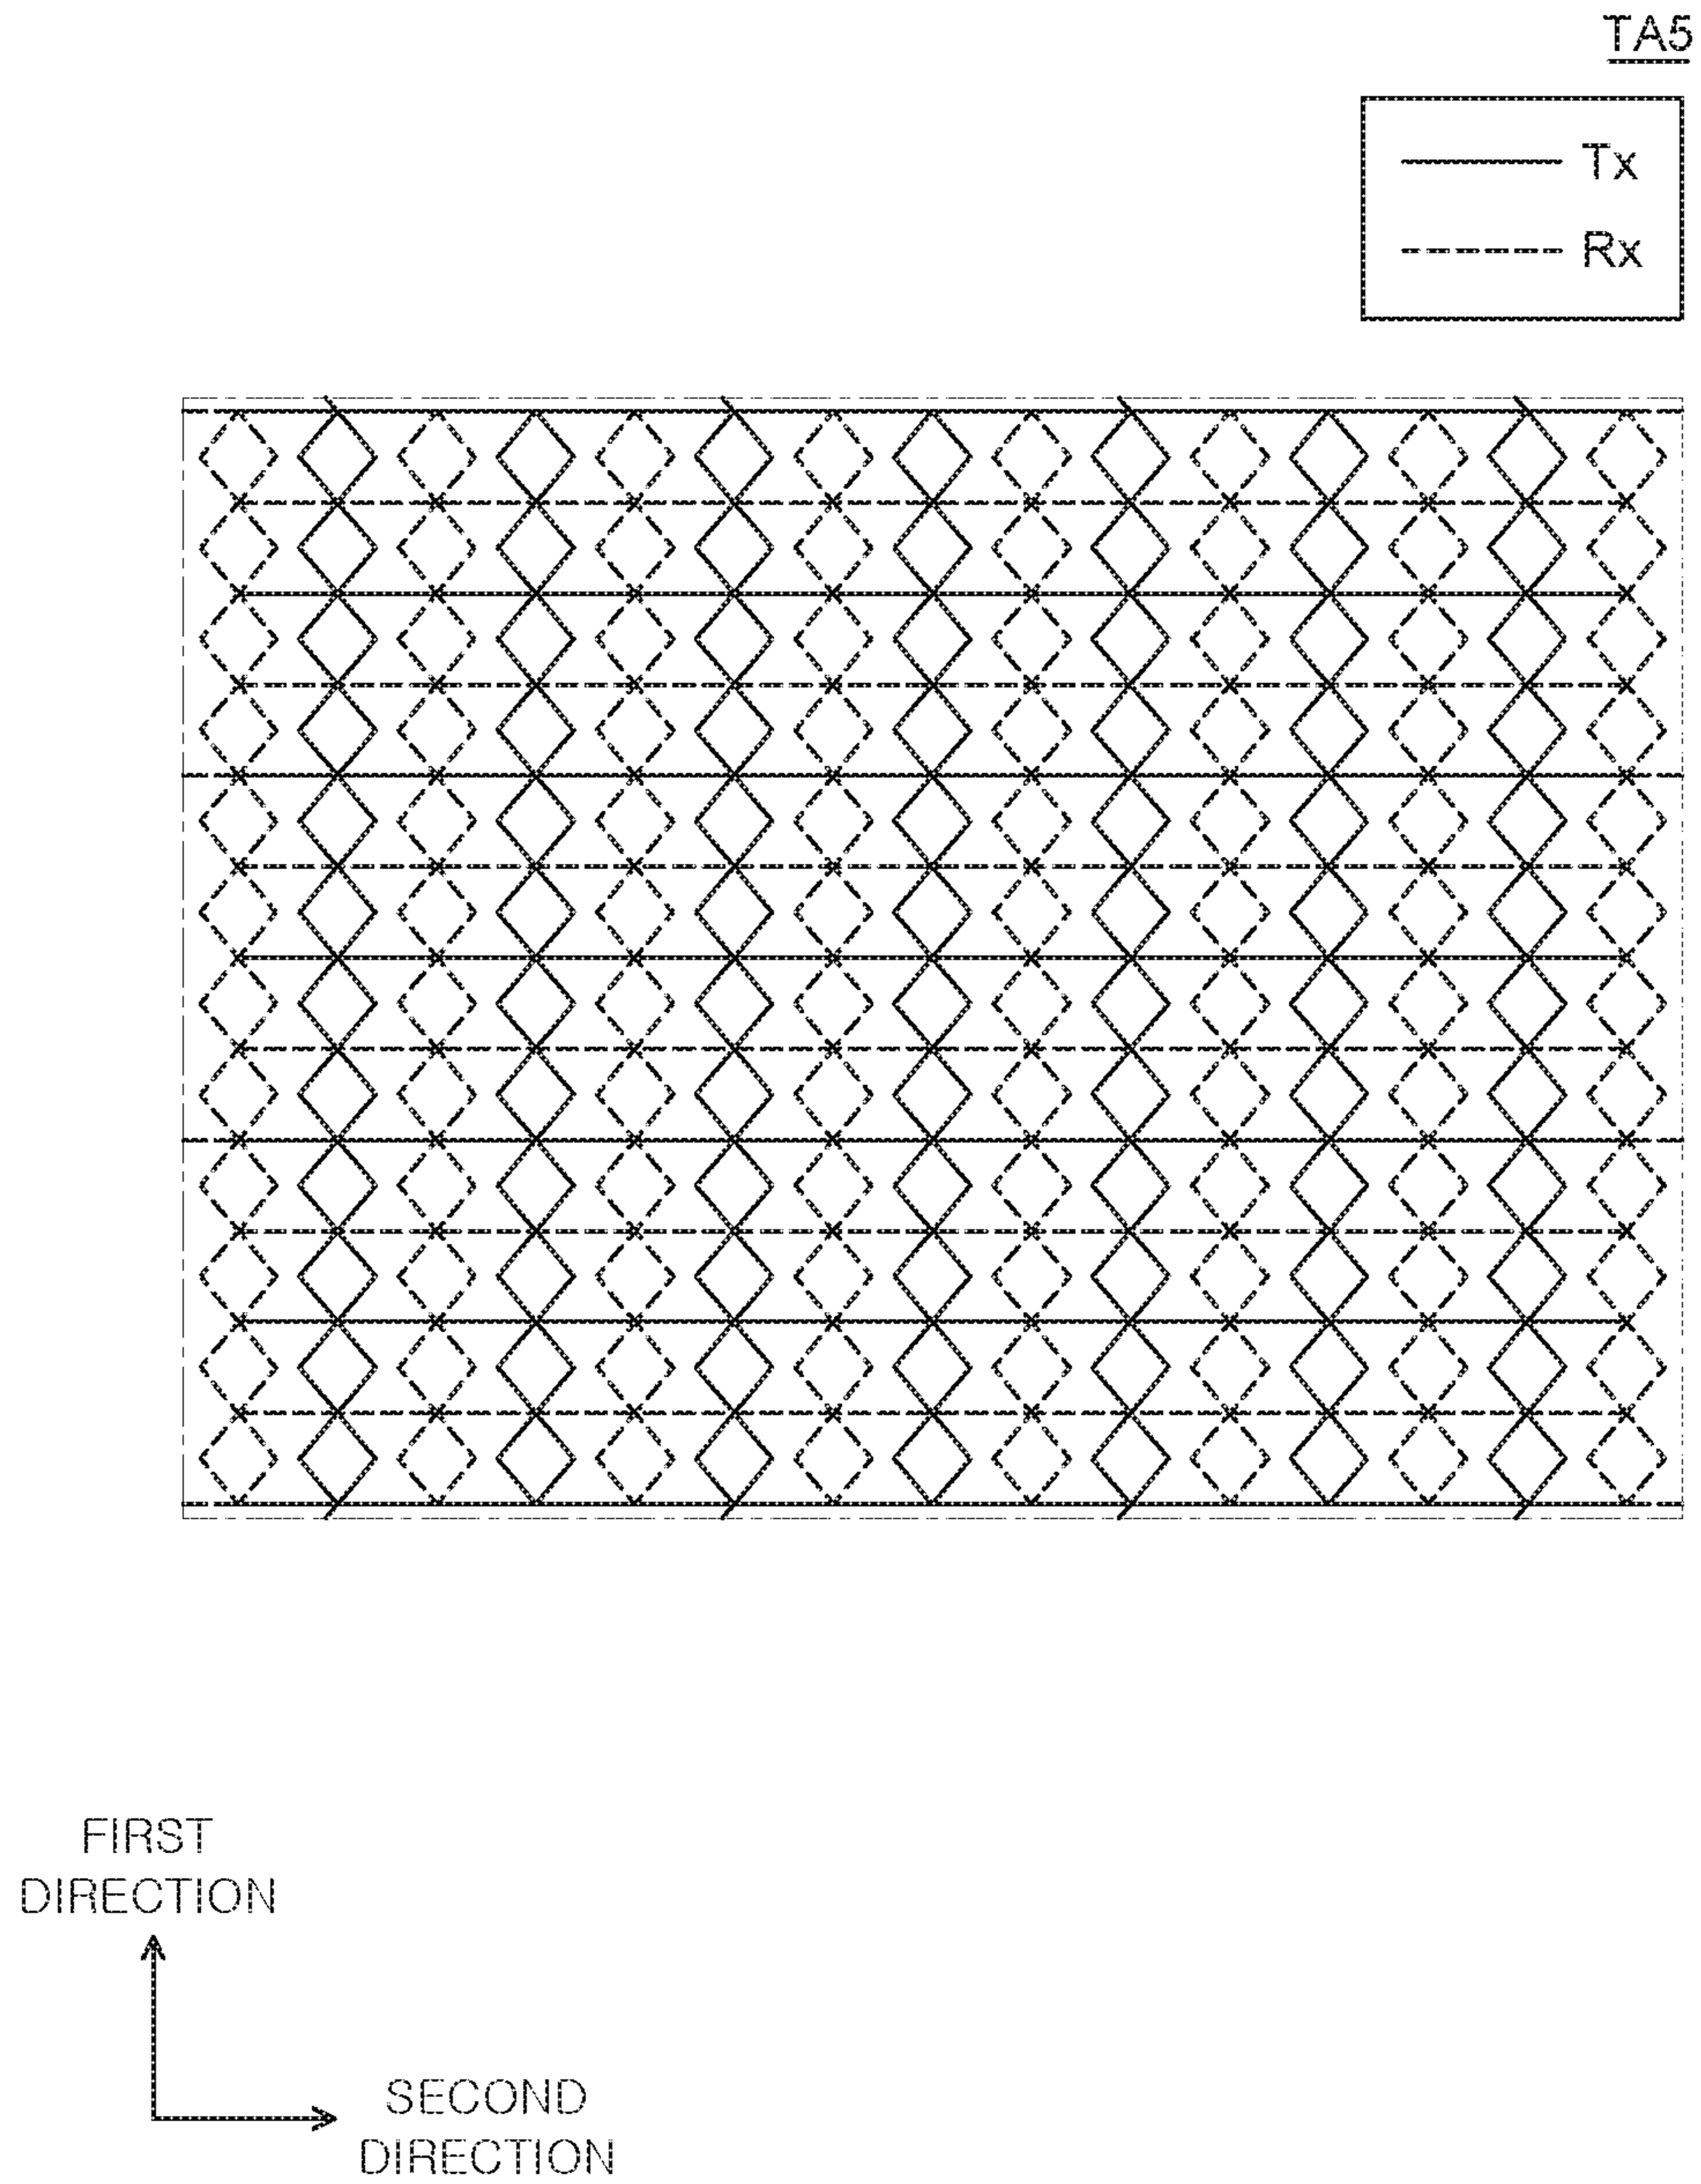 TA5
Tx
Rx
FIRST
DIRECTION
SECOND
DIRECTION